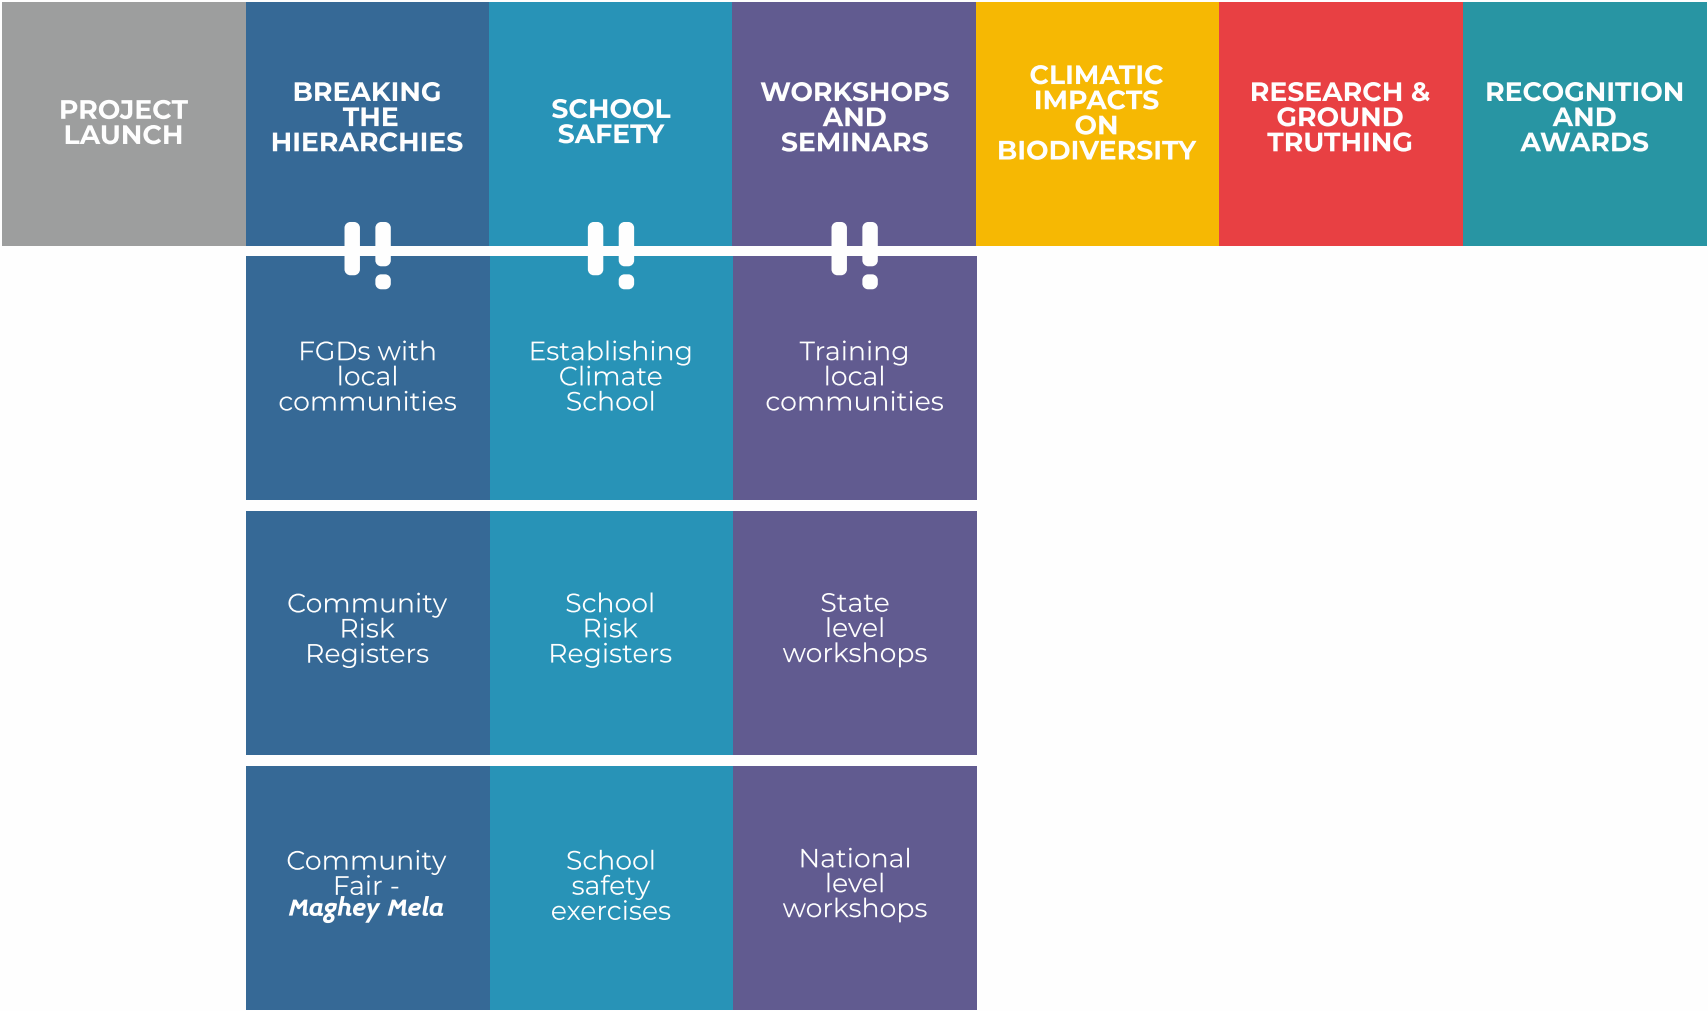 PROJECT
LAUNCH
BREAKING
THE
HIERARCHIES
SCHOOL
SAFETY
WORKSHOPS
AND
SEMINARS
CLIMATIC
IMPACTS
ON
BIODIVERSITY
RESEARCH &
GROUND
TRUTHING
RECOGNITION
AND
AWARDS
FGDs with
local
communities
Establishing
Climate
School
Training
local
communities
Community
Risk
Registers
School
Risk
Registers
State
level
workshops
Community
Fair -
Maghey Mela
School
safety
exercises
National
level
workshops